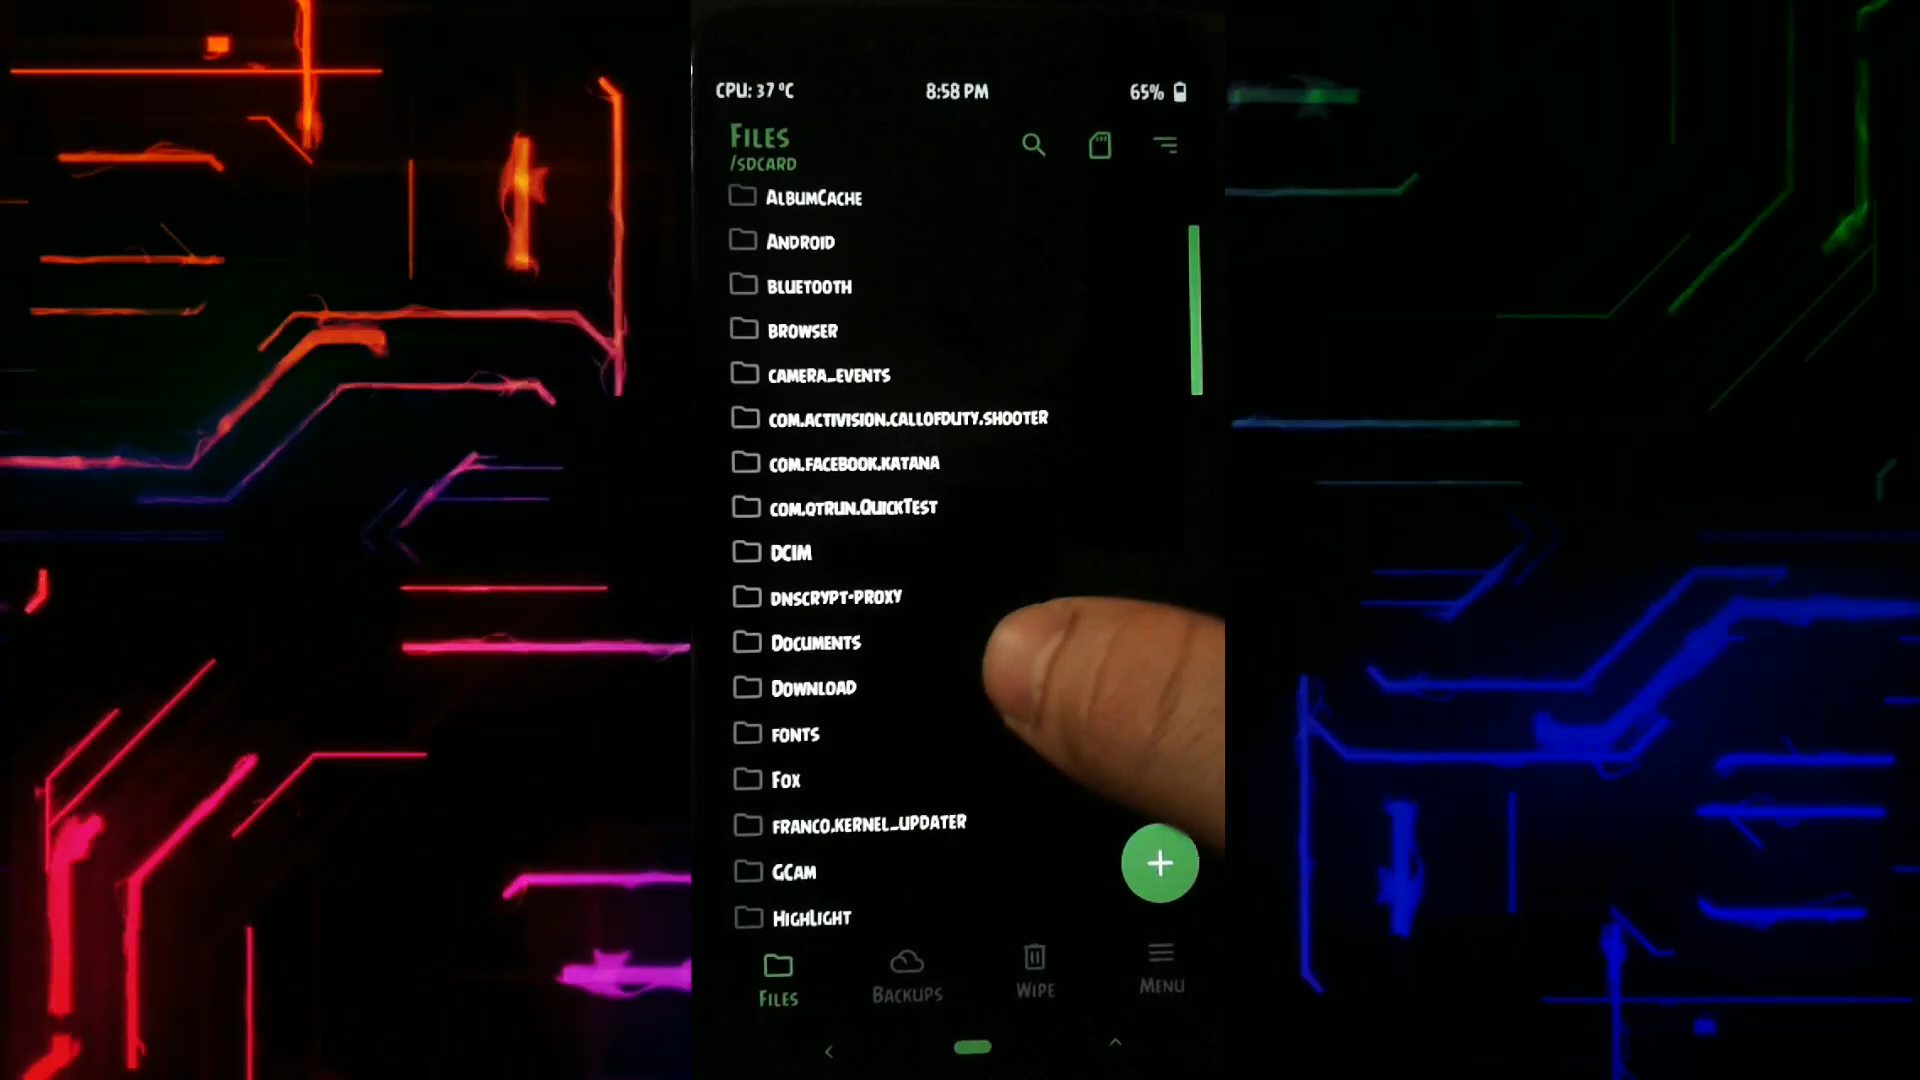 CPU: 37 °C 8:58 PM 65%
Files
/sdcard
AlbumCache
Android
bluetooth
browser
camera_events
com.activision.callofduty.shooter
com.facebook.katana
com.qtrun.QuickTest
DCIM
dnscrypt-proxy
Documents
Download
fonts
Fox
franco.kernel_updater
GCam
HighLight
Files Backups Wipe Menu